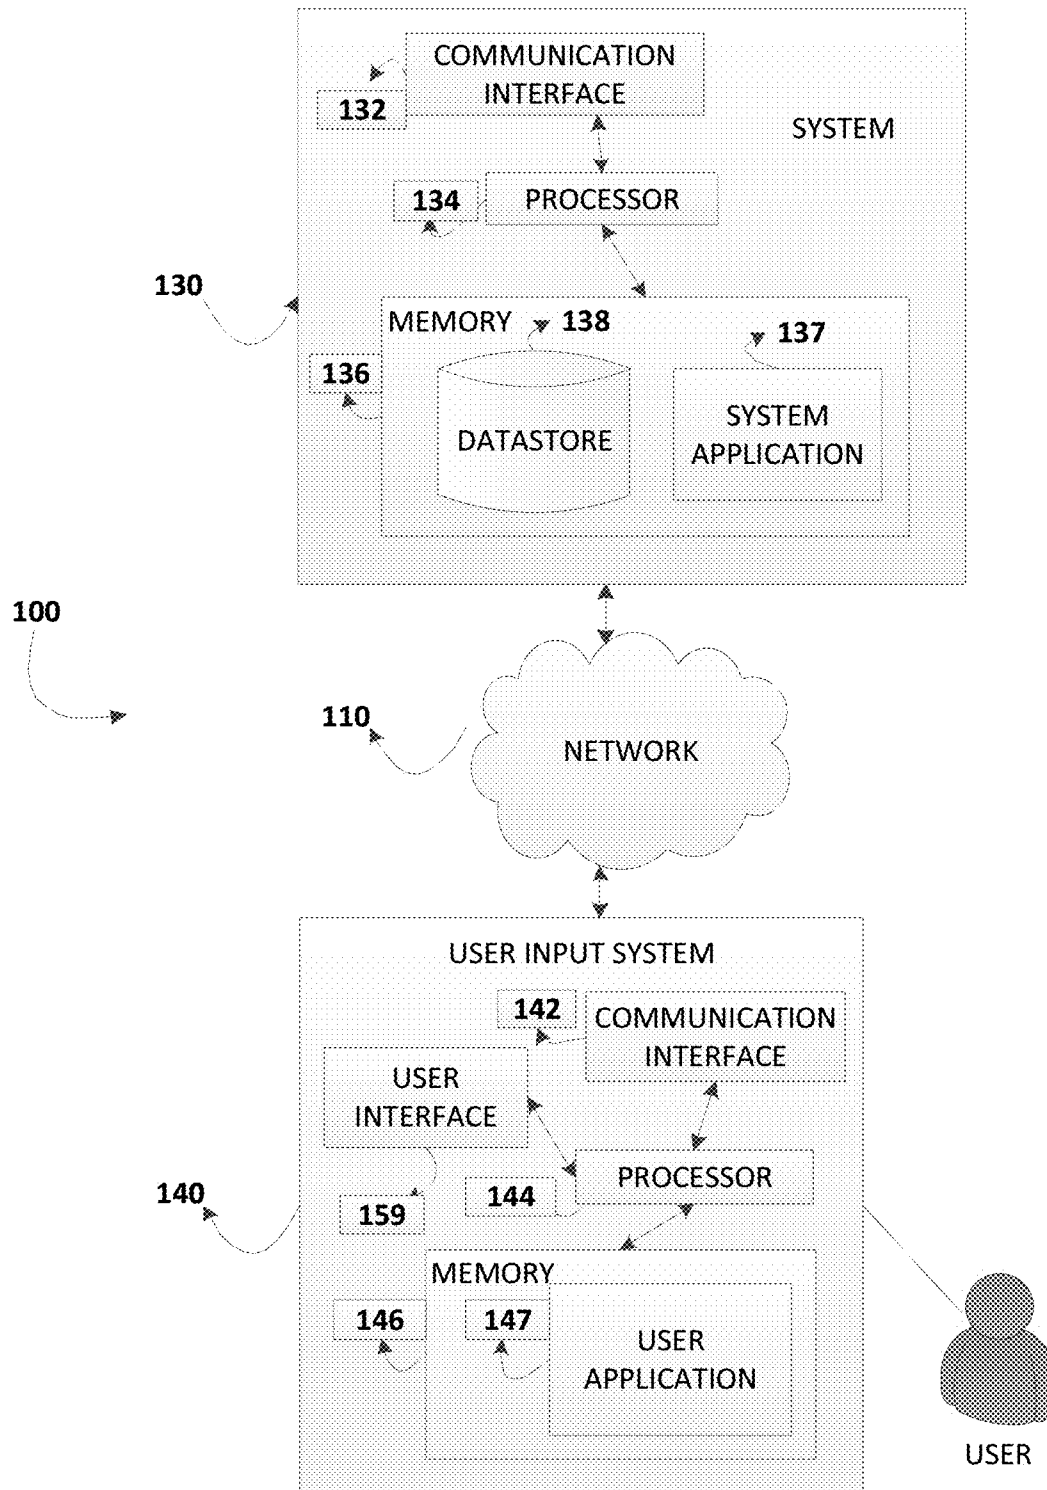 COMMUNICATION
INTERFACE
132
SYSTEM
134
PROCESSOR
130
MEMORY
138
137
136
DATASTORE
SYSTEM
APPLICATION
100
110
NETWORK
USER INPUT SYSTEM
142
COMMUNICATION
INTERFACE
USER
INTERFACE
PROCESSOR
144
140
159
MEMORY
146
147
USER
APPLICATION
USER